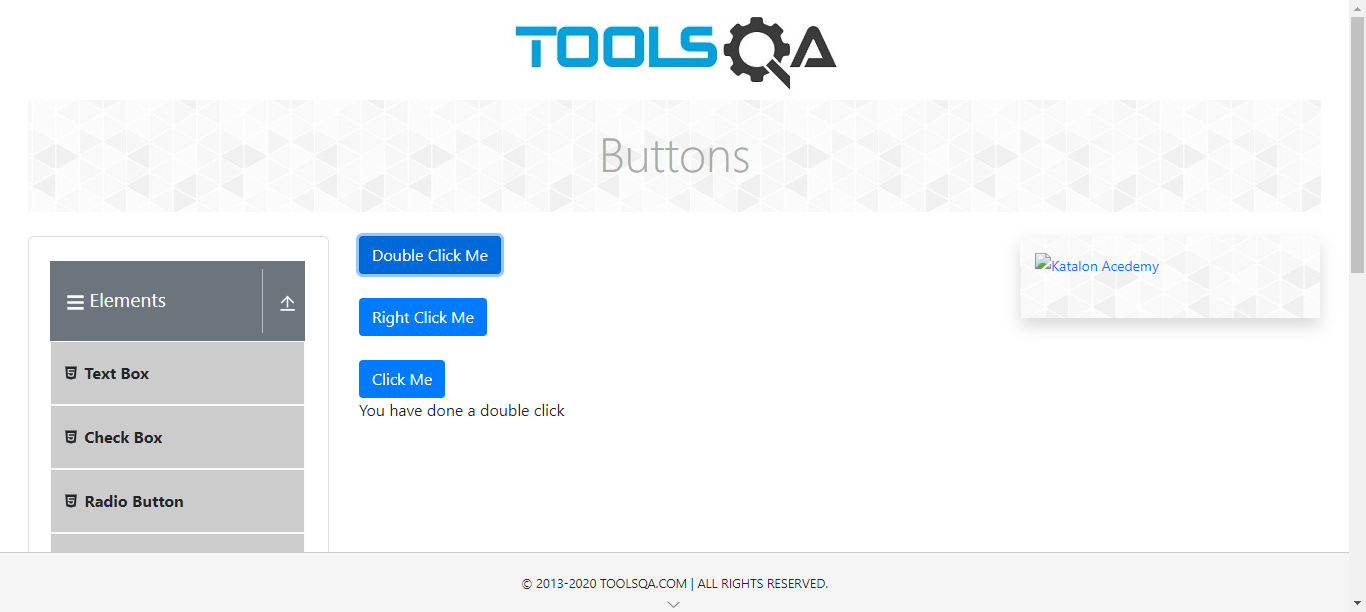 TOOLSQA
Buttons
Elements
Text Box
Check Box
Radio Button
Double Click Me
Right Click Me
Click Me
You have done a double click
Katalon Acedemy
© 2013-2020 TOOLSQA.COM | ALL RIGHTS RESERVED.